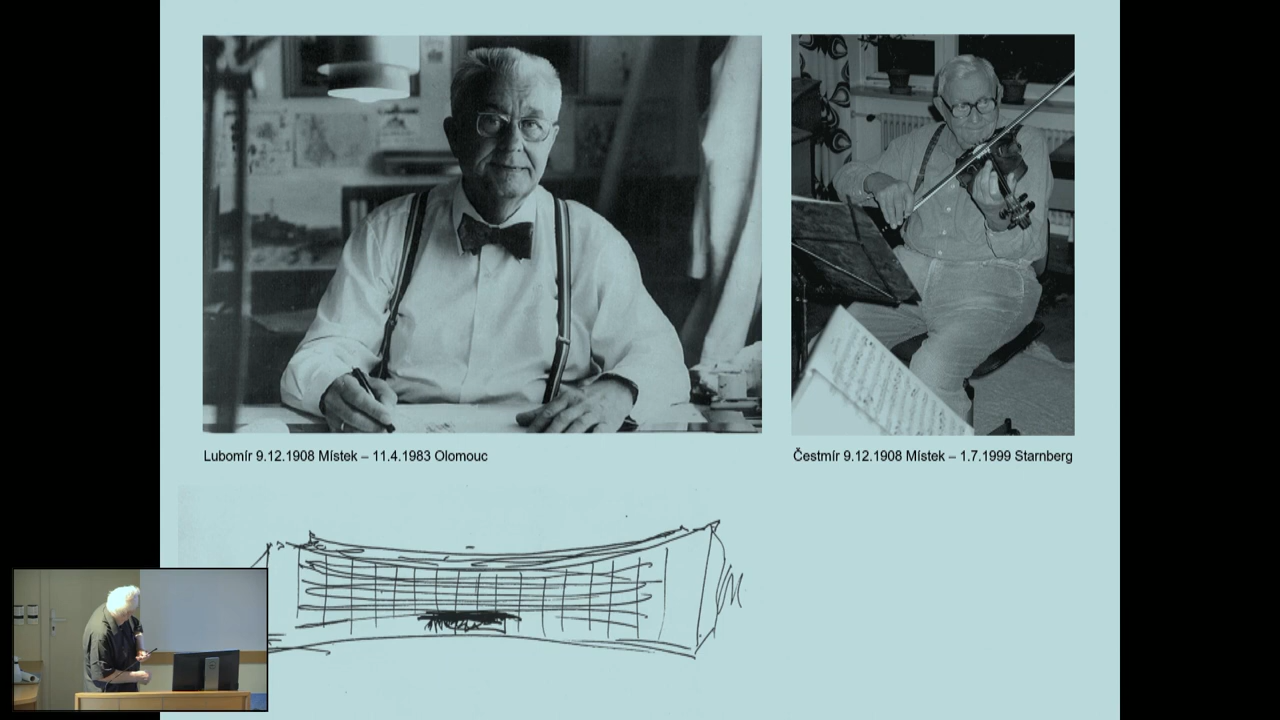 Lubomír 9.12.1908 Místek – 11.4.1983 Olomouc
Čestmír 9.12.1908 Místek – 1.7.1999 Starnberg